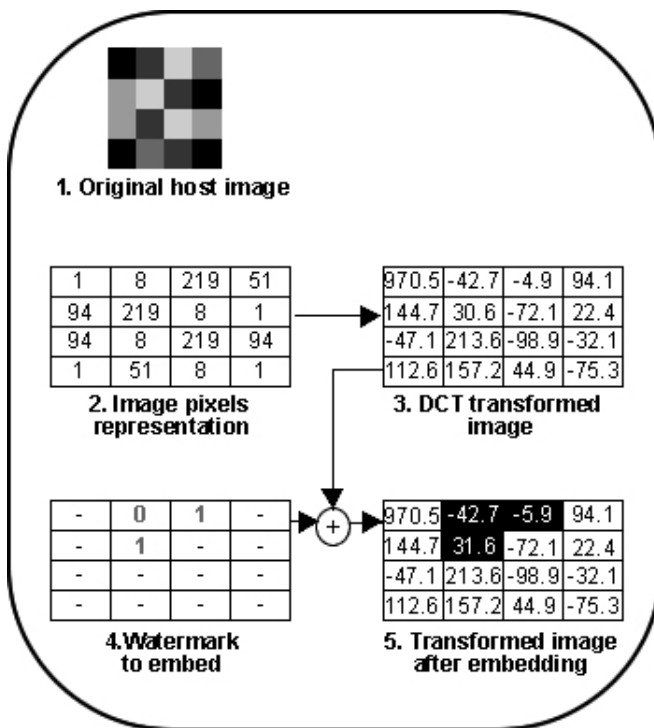 1. Original host image
1 8 219 51
94 219 8 1
94 8 219 94
1 51 8 1
2. Image pixels
representation
970.5 -42.7 -4.9 94.1
144.7 30.6 -72.1 22.4
-47.1 213.6 -98.9 -32.1
112.6 157.2 44.9 -75.3
3. DCT transformed
image
- 0 1 -
- 1 - -
- - - -
- - - -
4.Watermark
to embed
+
970.5 -42.7 -5.9 94.1
144.7 31.6 -72.1 22.4
-47.1 213.6 -98.9 -32.1
112.6 157.2 44.9 -75.3
5. Transformed image
after embedding